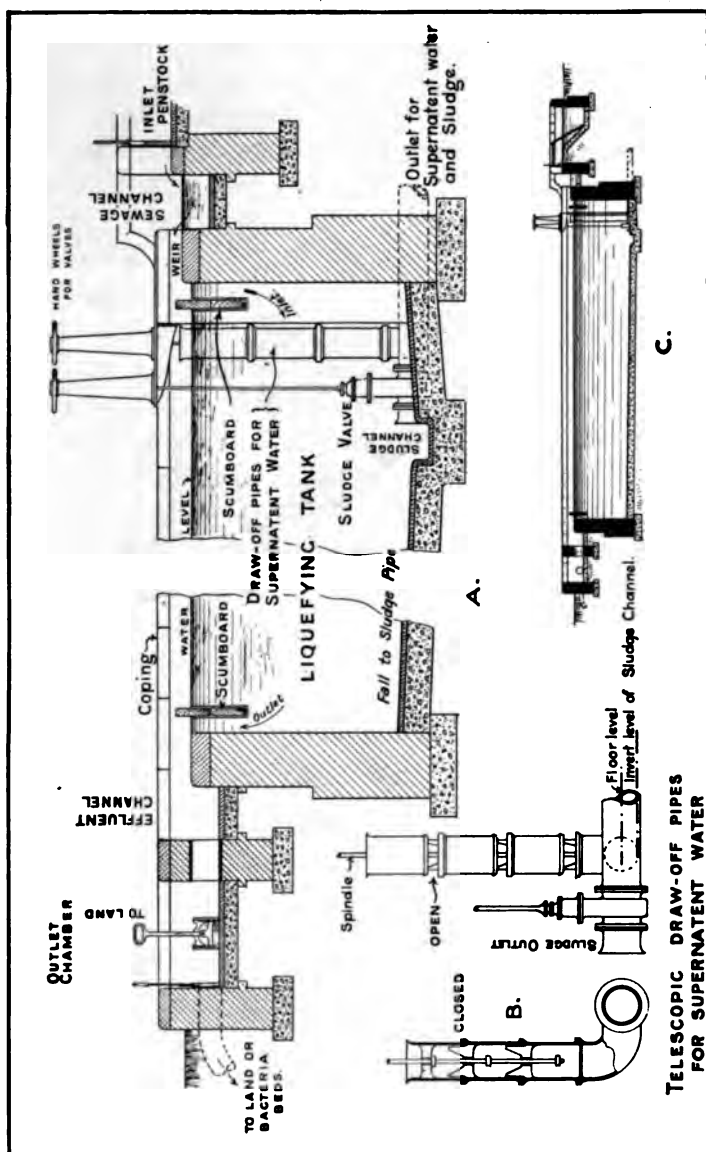 OUTLET
CHAMBER
TO LAND
EFFLUENT
CHANNEL
Coping
TO LAND OR
BACTERIA
BEDS.
WATER
SCUMBOARD
Outlet
LIQUEFYING TANK
Fall to Sludge Pipe
HAND WHEELS
FOR VALVES
SEWAGE
CHANNEL
INLET
PENSTOCK
WEIR
LEVEL
SCUMBOARD
Inlet
DRAW-OFF PIPES FOR
SUPERNATENT WATER
SLUDGE VALVE
SLUDGE
CHANNEL
Outlet for
Supernatent water
and Sludge.
A.
Spindle
OPEN
CLOSED
B.
SLUDGE OUTLET
Floor level
Invert level of Sludge Channel.
C.
TELESCOPIC DRAW-OFF PIPES
FOR SUPERNATENT WATER